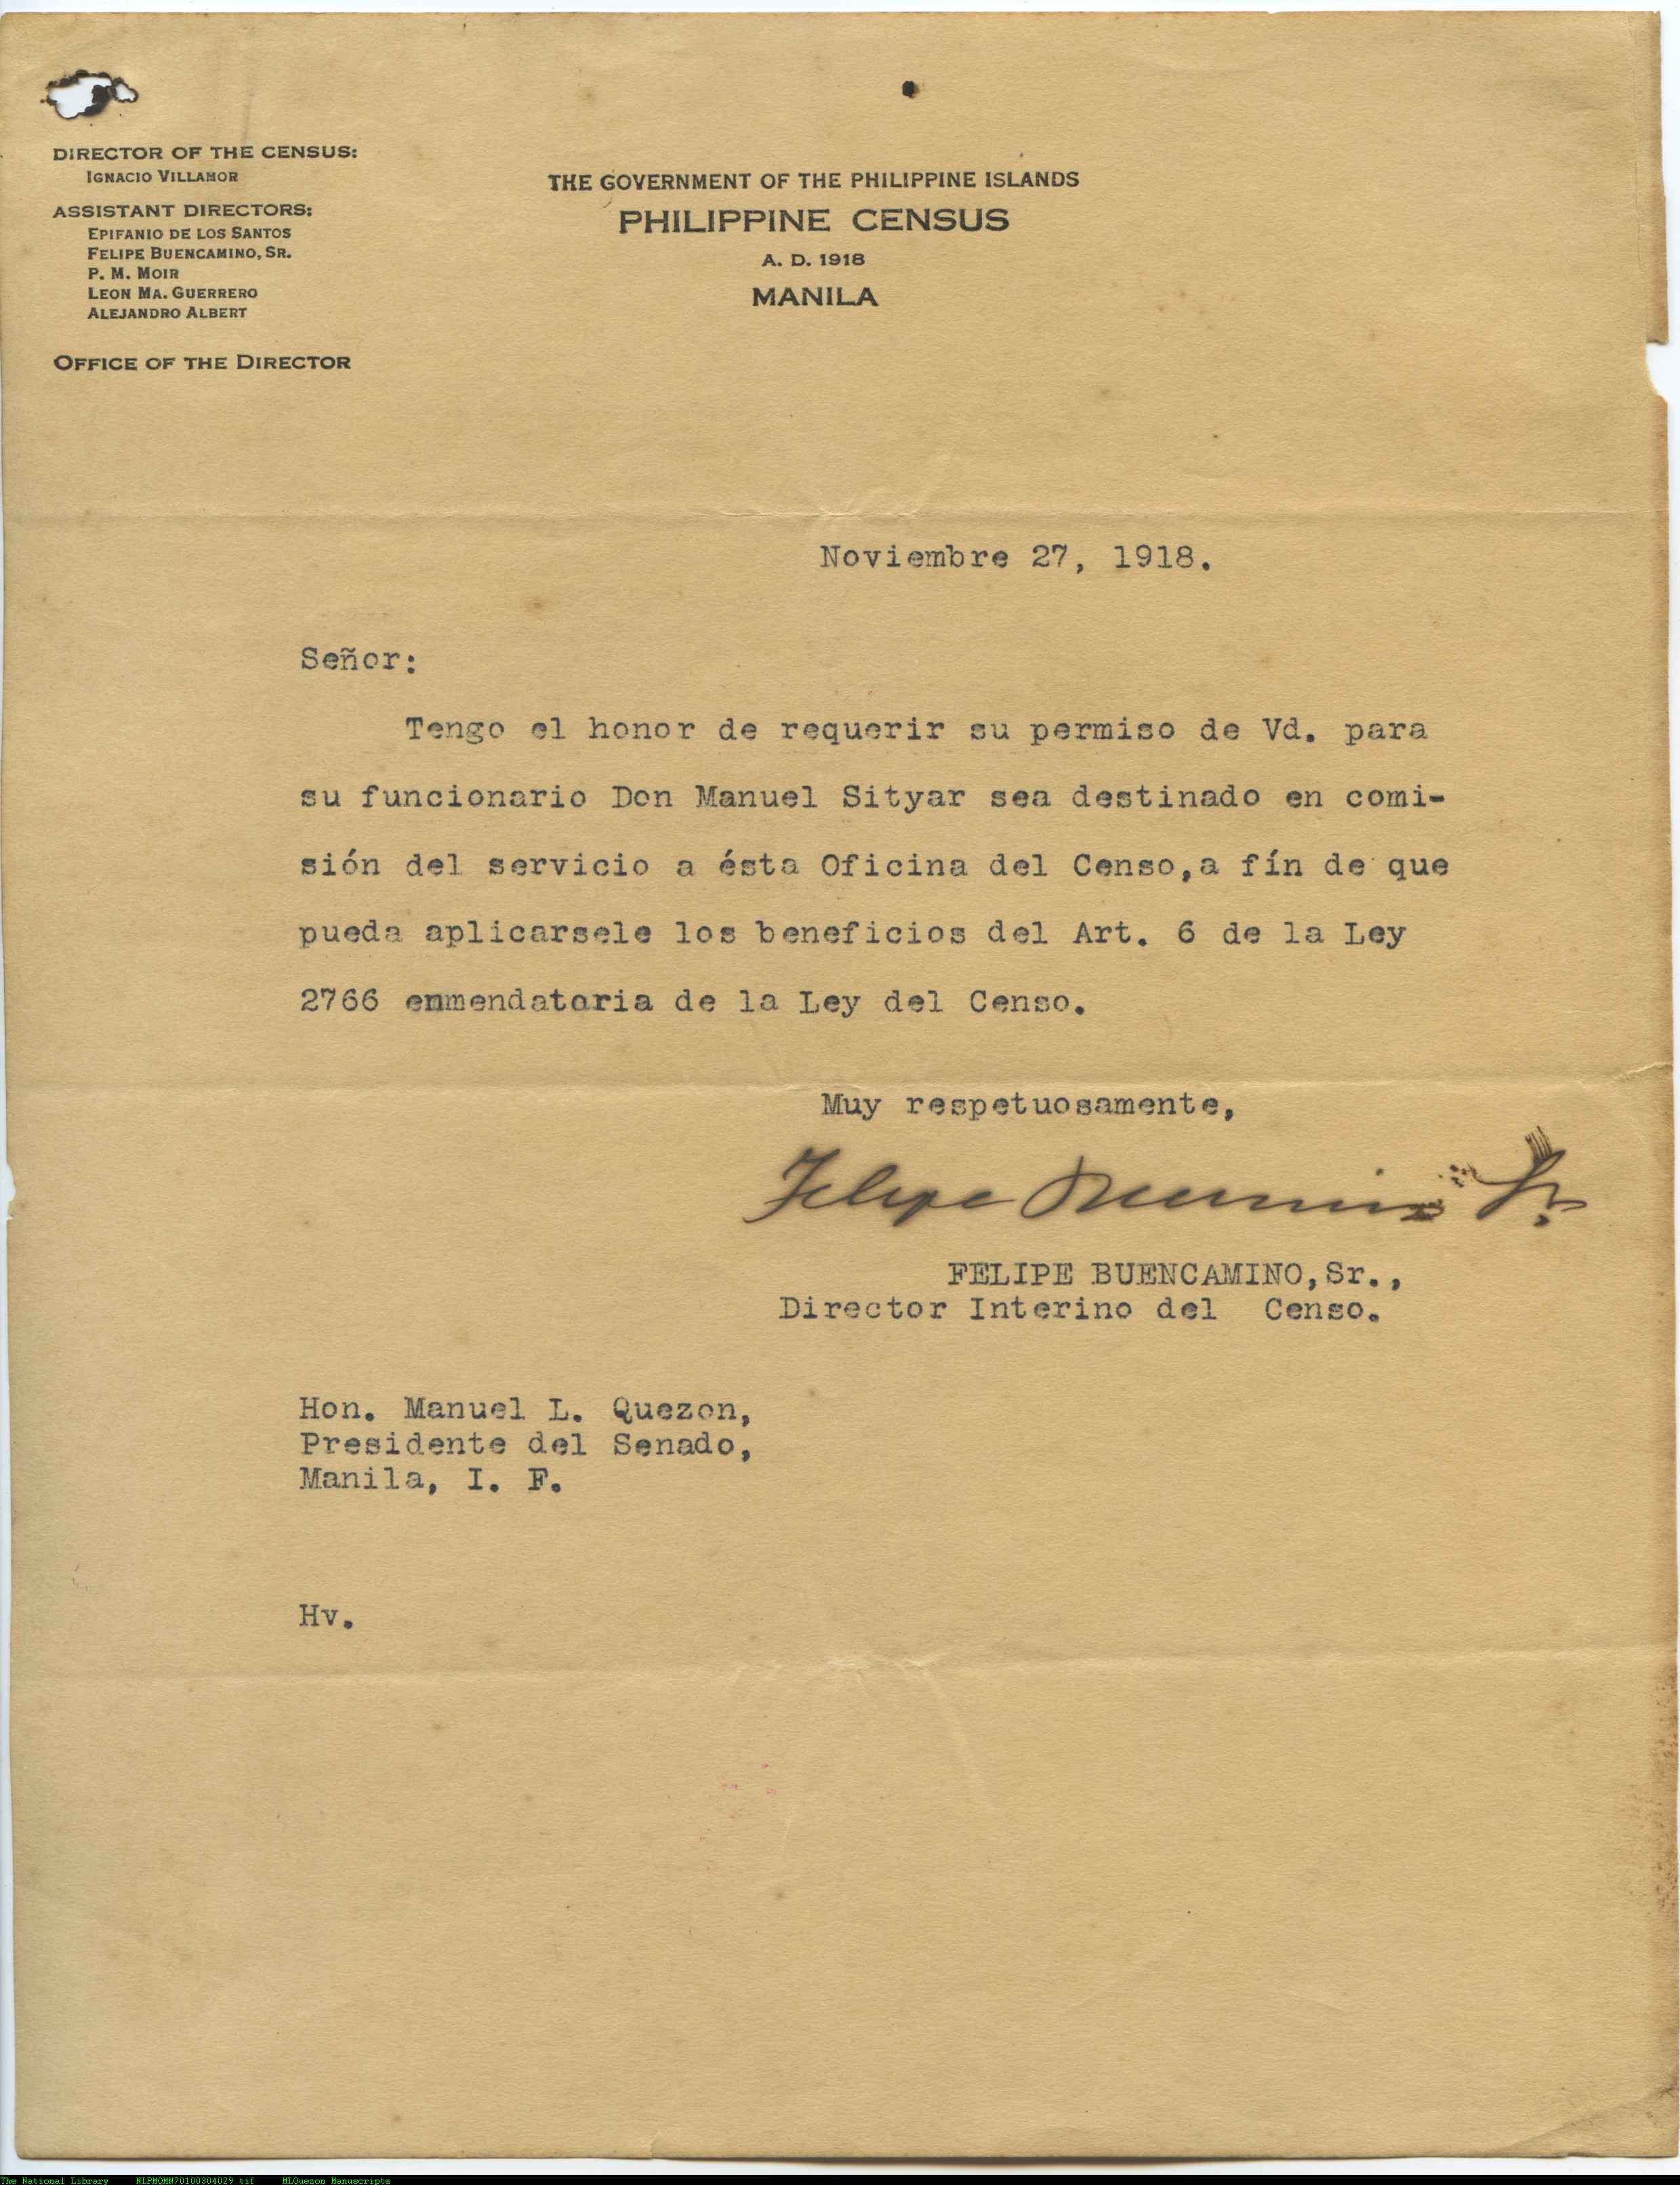 DIRECTOR OF THE CENSUS:
IGNACIO VILLAMOR
ASSISTANT DIRECTORS:
EPIFANIO DE LOS SANTOS
FELIPE BUENCAMINO, SR.
P. M. MOIR
LEON MA. GUERRERO
ALEJANDRO ALBERT
OFFICE OF THE DIRECTOR
THE GOVERNMENT OF THE PHILIPPINE ISLANDS
PHILIPPINE CENSUS
A. D. 1918
MANILA
Noviembre 27, 1918.
Señor:
Tengo el honor de requerir su permiso de Vd. para
su funcionario Don Manuel Sityar sea destinado en comi-
sión del servicio a ésta Oficina del Censo,a fín de que
pueda aplicarsele los beneficios del Art. 6 de la Ley
2766 enmendatoria de la Ley del Censo.
Muy respetuosamente,
Felipe Buencamino Sr.
FELIPE BUENCAMINO,Sr.,
Director Interino del Censo.
Hon. Manuel L. Quezon,
Presidente del Senado,
Manila, I. F.
Hv.
The National Library NLPMQMN70100304029.tif MLQuezon Manuscripts